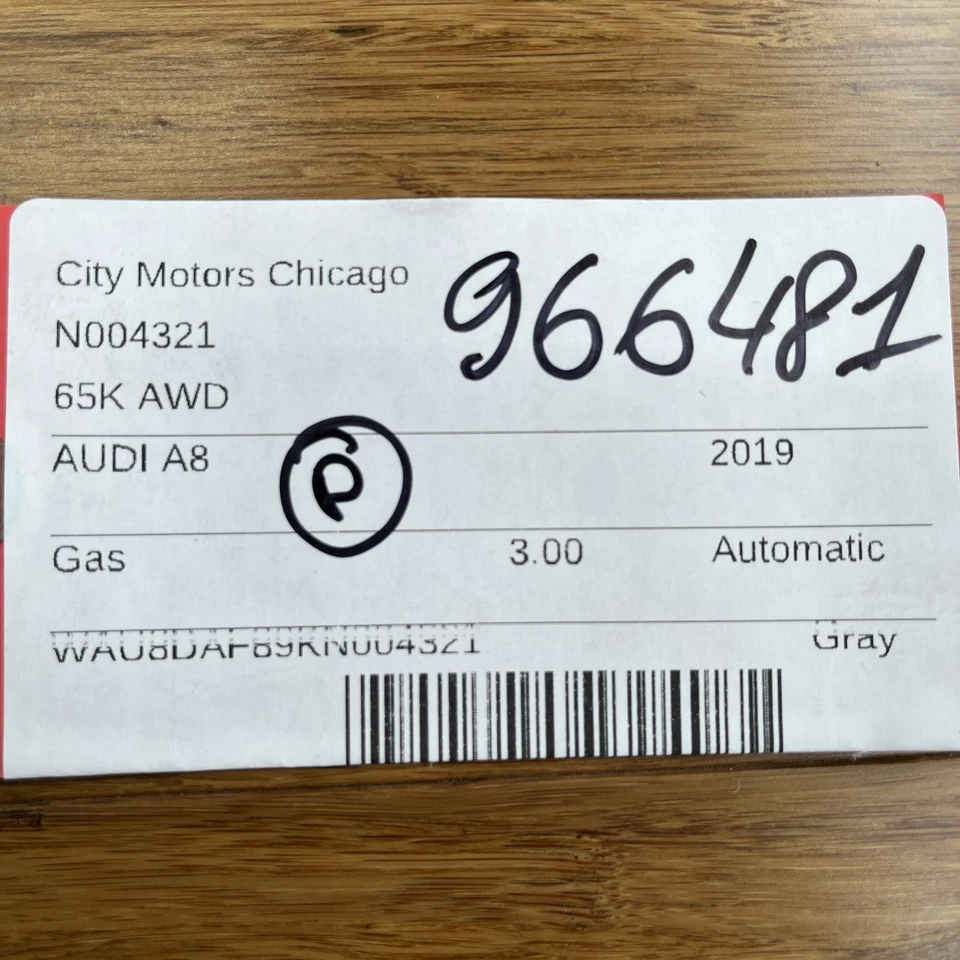 City Motors Chicago
966481
N004321
65K AWD
AUDI A8
P
2019
Gas
3.00
Automatic
WAU8DAF89KN004321
Gray